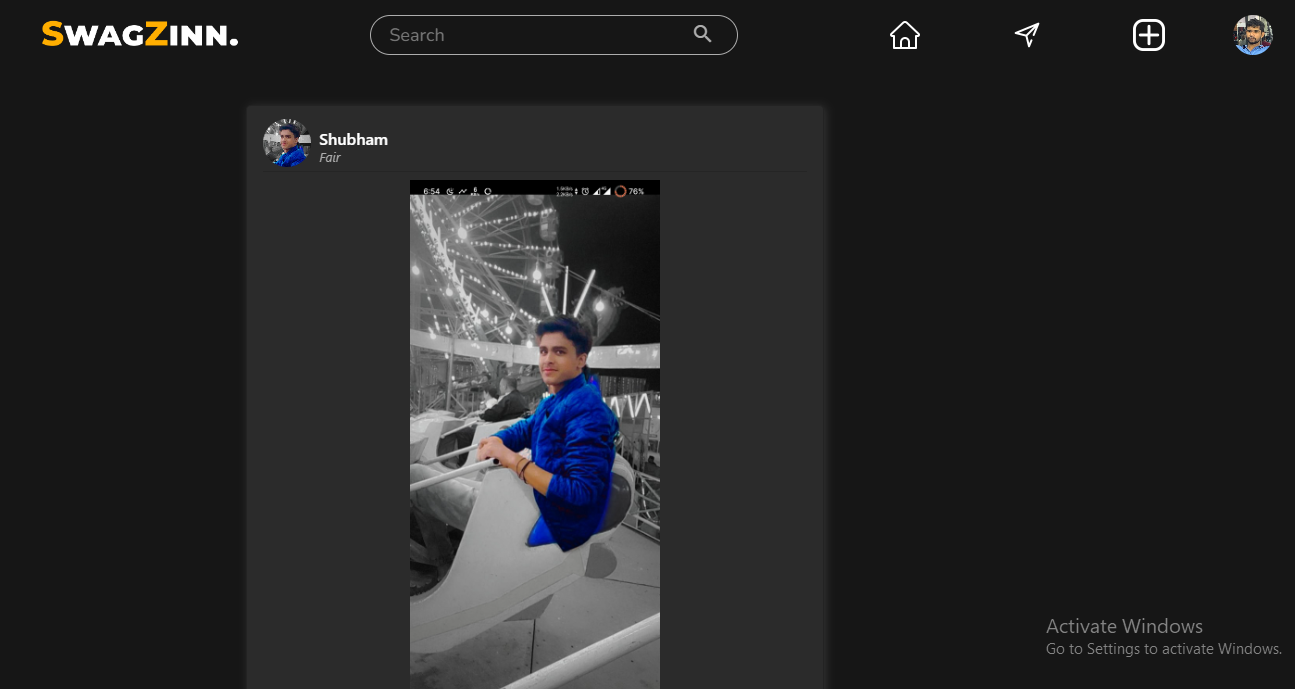 SWAGZINN.
Search
Shubham
Fair
6:54
76%
Activate Windows
Go to Settings to activate Windows.